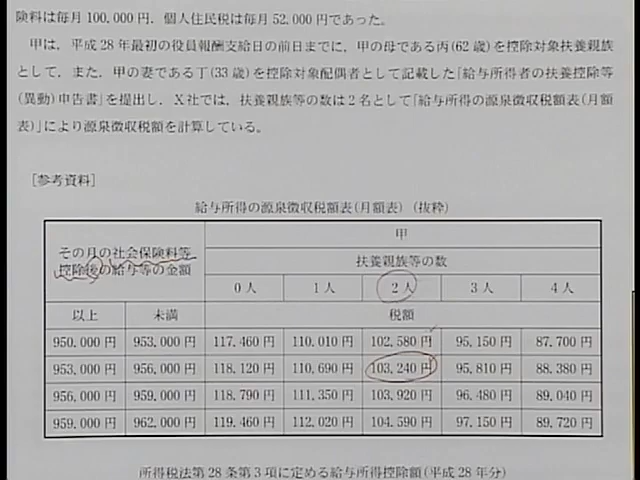 険料は毎月100,000円，個人住民税は毎月52,000円であった。
甲は，平成28年最初の役員報酬支給日の前日までに，甲の母である丙(62歳)を控除対象扶養親族
として，また，甲の妻である丁(33歳)を控除対象配偶者として記載した「給与所得者の扶養控除等
(異動)申告書」を提出し，X社では，扶養親族等の数は2名として「給与所得の源泉徴収税額表(月額
表)」により源泉徴収税額を計算している。
[参考資料]
給与所得の源泉徴収税額表(月額表) (抜粋)
その月の社会保険料等
控除後の給与等の金額
甲
扶養親族等の数
0人 1人 2人 3人 4人
以上 未満 税額
950,000円 953,000円 117,460円 110,010円 102,580円 95,150円 87,700円
953,000円 956,000円 118,120円 110,690円 103,240円 95,810円 88,380円
956,000円 959,000円 118,790円 111,350円 103,920円 96,480円 89,040円
959,000円 962,000円 119,460円 112,020円 104,590円 97,150円 89,720円
所得税法第28条第3項に定める給与所得控除額(平成28年分)